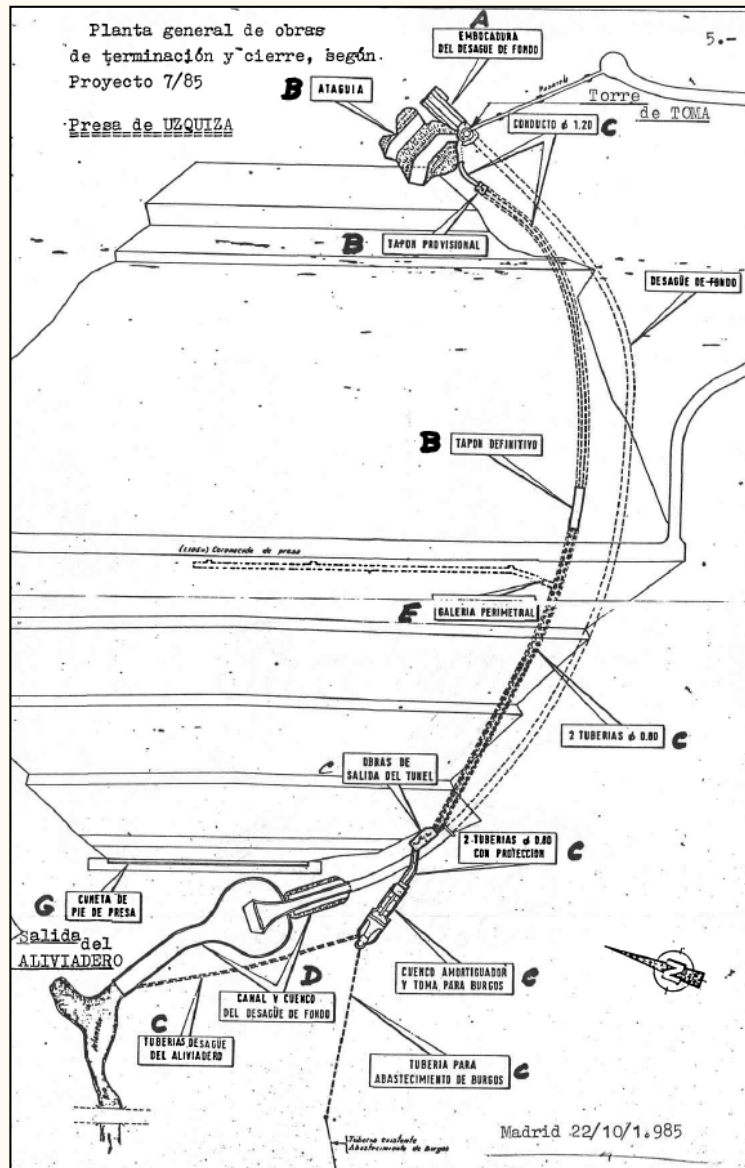 Planta general de obras
de terminación y cierre, según.
Proyecto 7/85
Presa de UZQUIZA
5.-
A
EMBOCADURA
DEL DESAGUE DE FONDO
B ATAGUIA
Pasarela
Torre
de TOMA
CONDUCTO ϕ 1.20 C
B TAPON PROVISIONAL
DESAGÜE DE FONDO
B TAPON DEFINITIVO
Coronación de presa
E GALERIA PERIMETRAL
2 TUBERIAS ϕ 0.80 C
C OBRAS DE
SALIDA DEL TUNEL
2 TUBERIAS ϕ 0.80
CON PROTECCION C
G CUNETA DE
PIE DE PRESA
Salida
del
ALIVIADERO
D
CANAL Y CUENCO
DEL DESAGÜE DE FONDO
CUENCO AMORTIGUADOR
Y TOMA PARA BURGOS C
C
TUBERIAS DESAGÜE
DEL ALIVIADERO
TUBERIA PARA
ABASTECIMIENTO DE BURGOS C
Tuberia existente
Abastecimiento de Burgos
Madrid 22/10/1.985